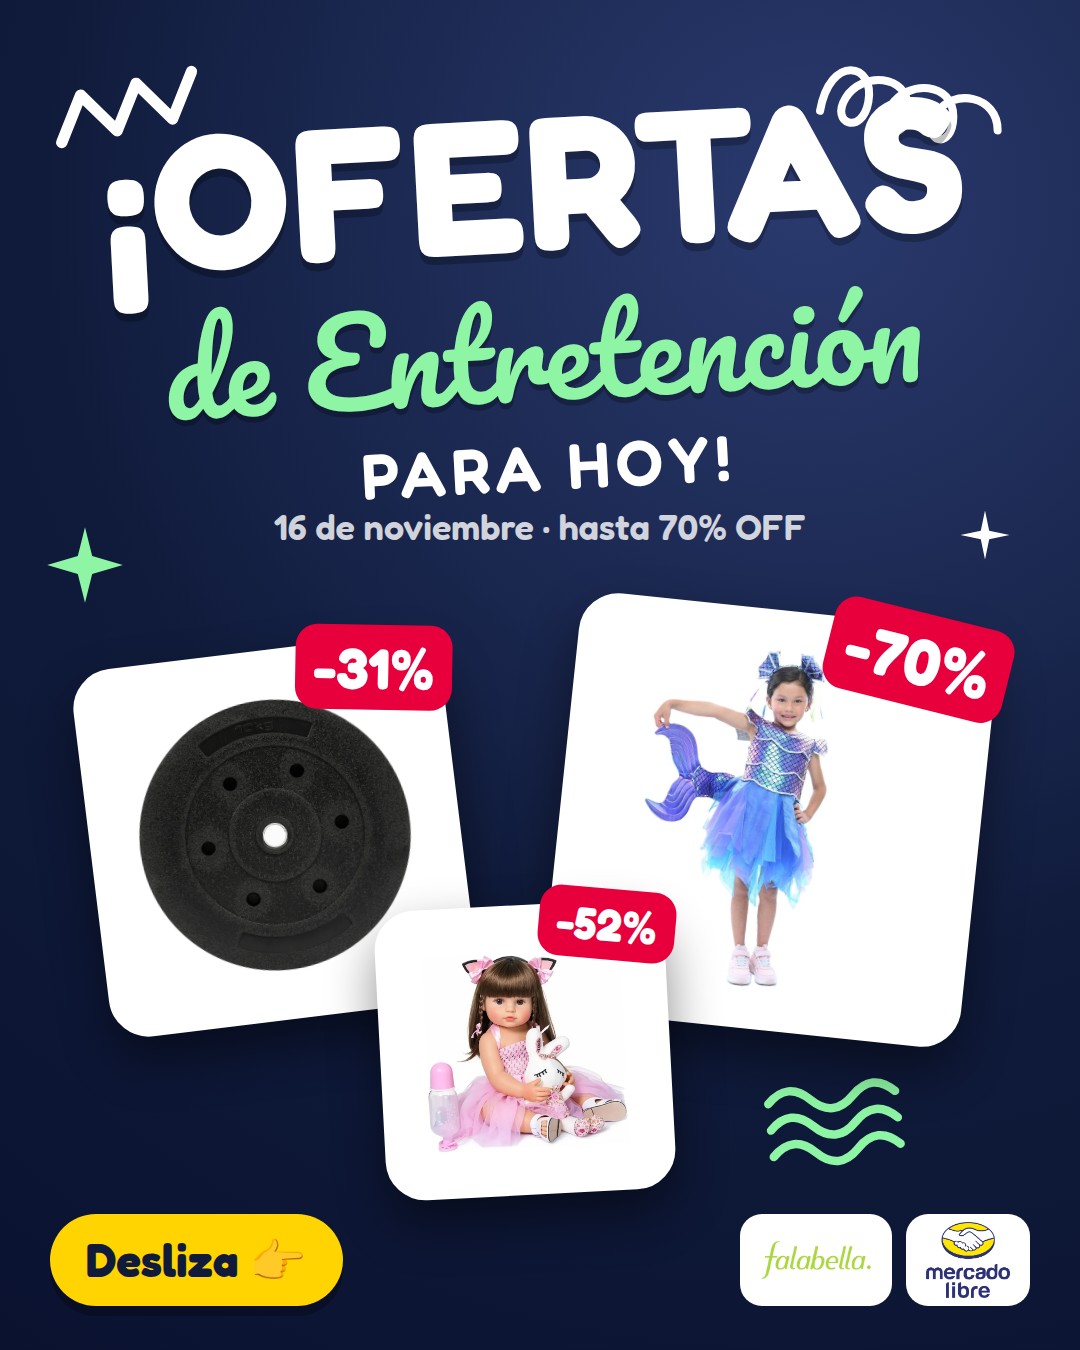 ¡OFERTAS
de Entretención
PARA HOY!
16 de noviembre · hasta 70% OFF
-31%
-70%
-52%
Desliza 👉
falabella.
mercado
libre